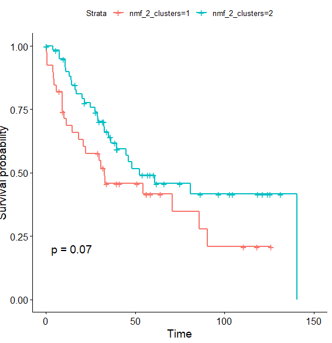 Strata nmf_2_clusters=1 nmf_2_clusters=2
Survival probability
1.00
0.75
0.50
0.25
0.00
p = 0.07
0 50 100 150
Time